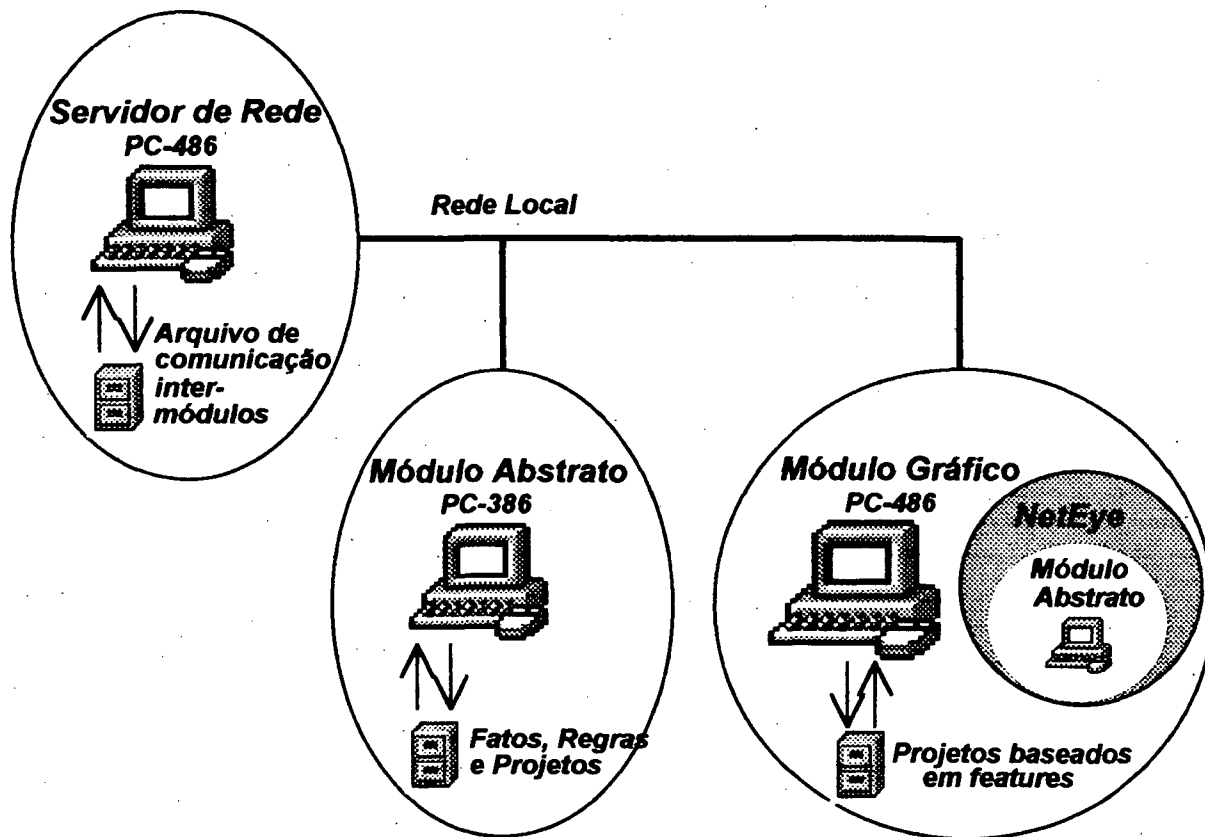 Servidor de Rede
PC-486
Rede Local
Arquivo de
comunicação
inter-
módulos
Módulo Abstrato
PC-386
Fatos, Regras
e Projetos
Módulo Gráfico
PC-486
NetEye
Módulo
Abstrato
Projetos baseados
em features